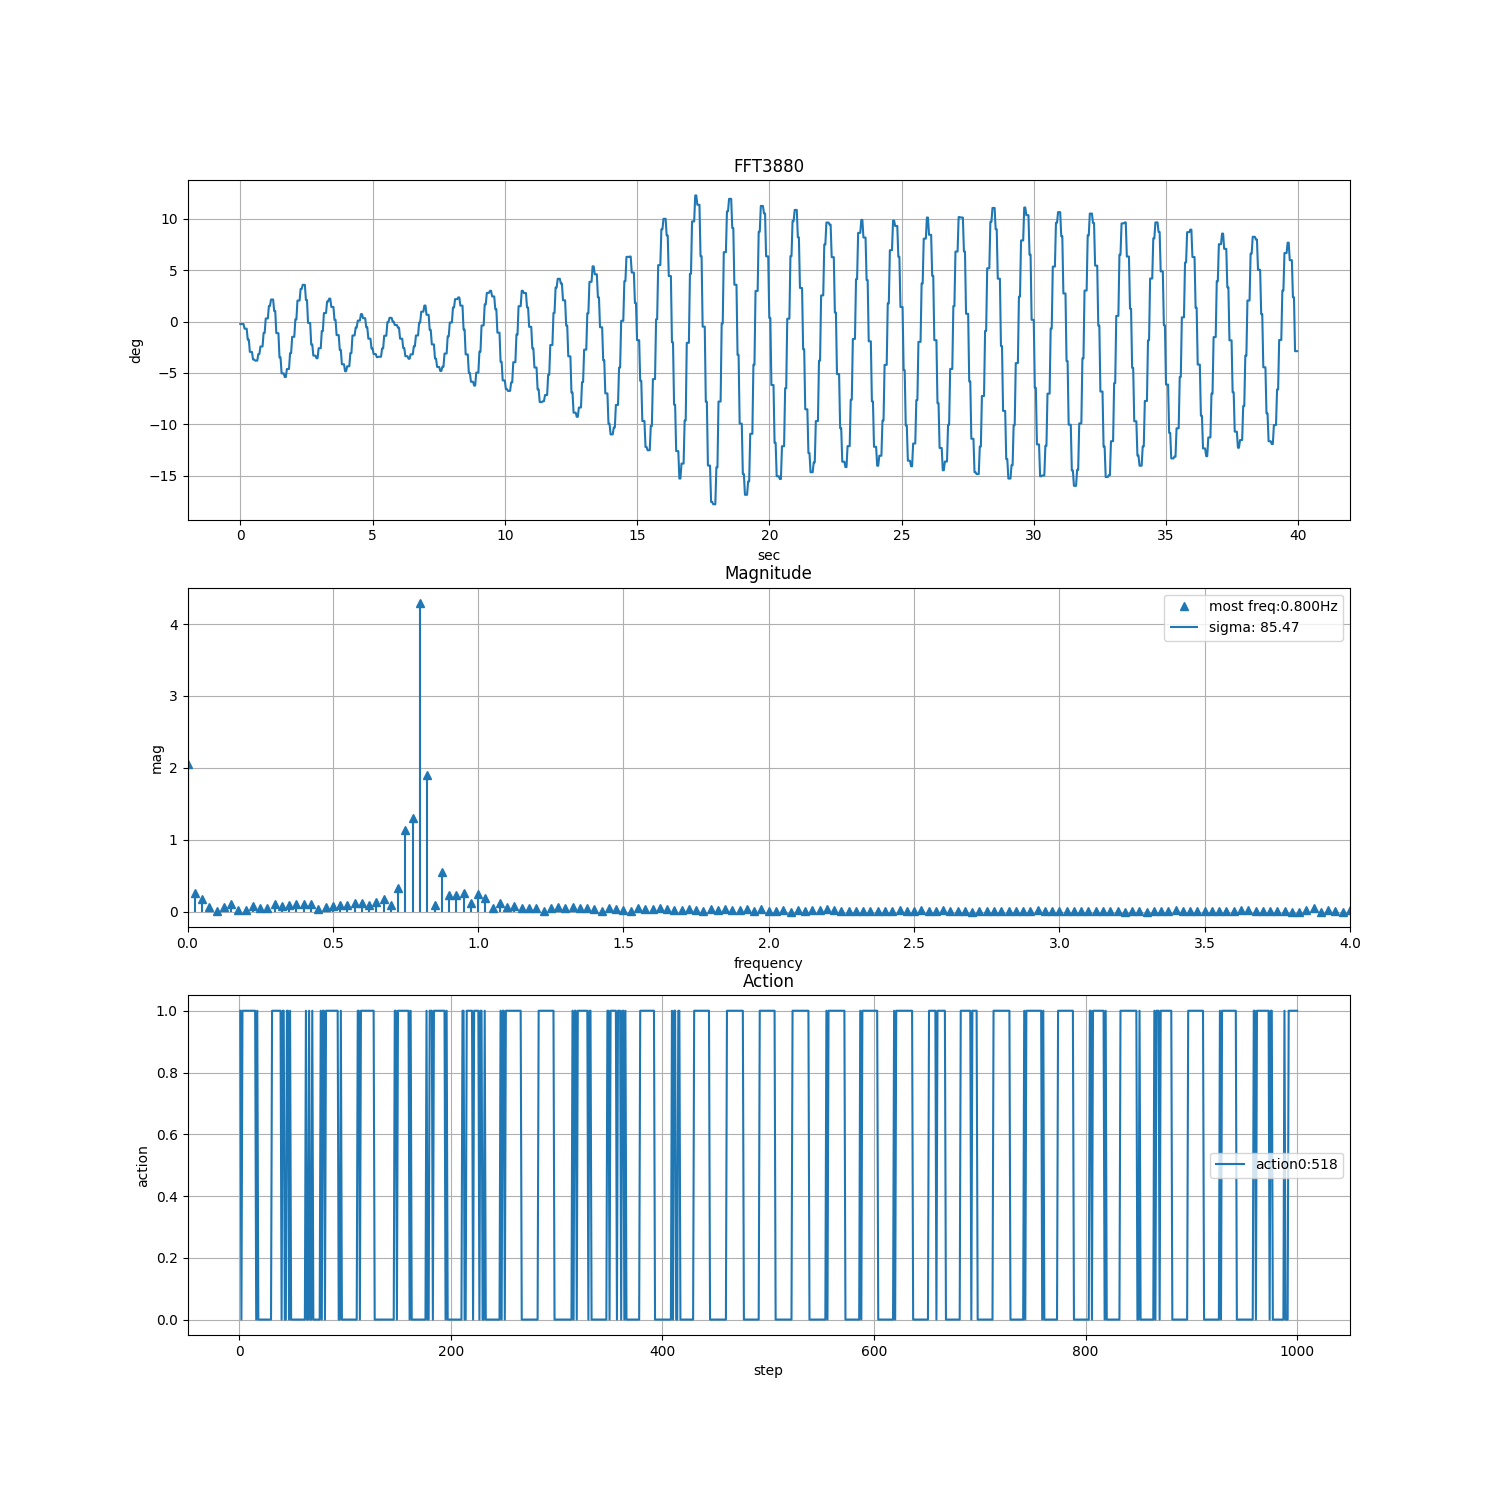 FFT3880
10
5
0
−5
−10
−15
deg
0 5 10 15 20 25 30 35 40
sec
Magnitude
most freq:0.800Hz
sigma: 85.47
4
3
2
1
0
mag
0.0 0.5 1.0 1.5 2.0 2.5 3.0 3.5 4.0
frequency
Action
1.0
0.8
0.6
0.4
0.2
0.0
action
action0:518
0 200 400 600 800 1000
step